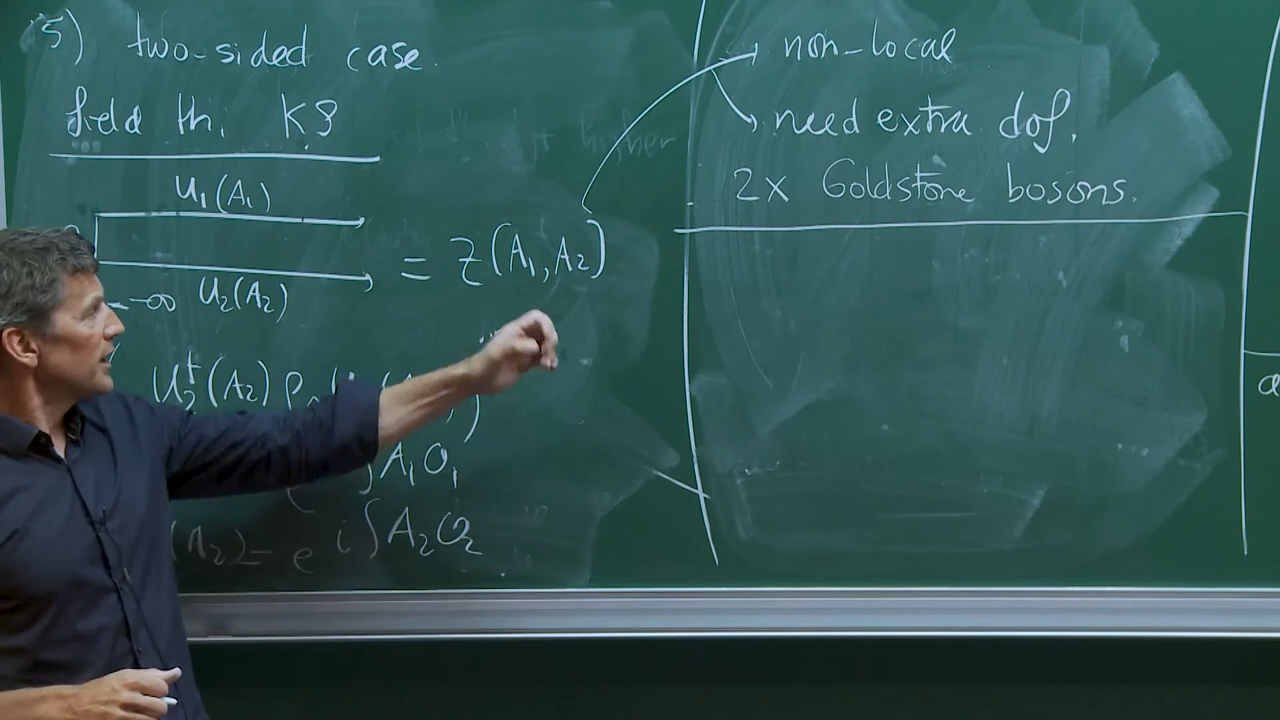 5) two-sided case.
field th. KS
U₁(A₁)
= Z(A₁,A₂)
-∞ U₂(A₂)
U₂†(A₂) ρ₀
∫A₁O₁
(A₂)= e i∫A₂O₂
non-local
need extra dof.
2x Goldstone bosons.